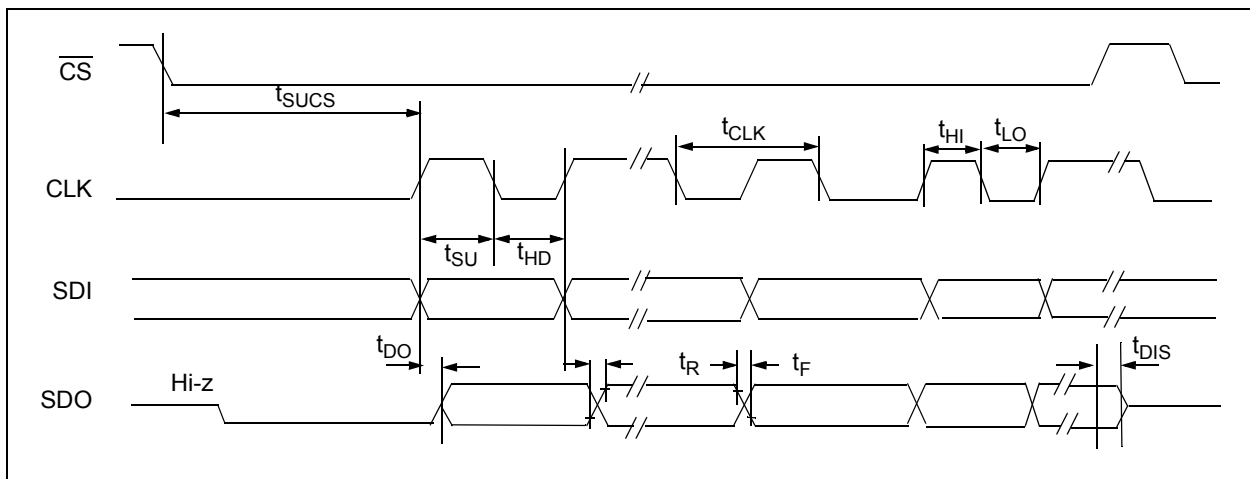 CS
tSUCS
tCLK
tHI
tLO
CLK
tSU
tHD
SDI
tDO
tR
tF
tDIS
Hi-z
SDO